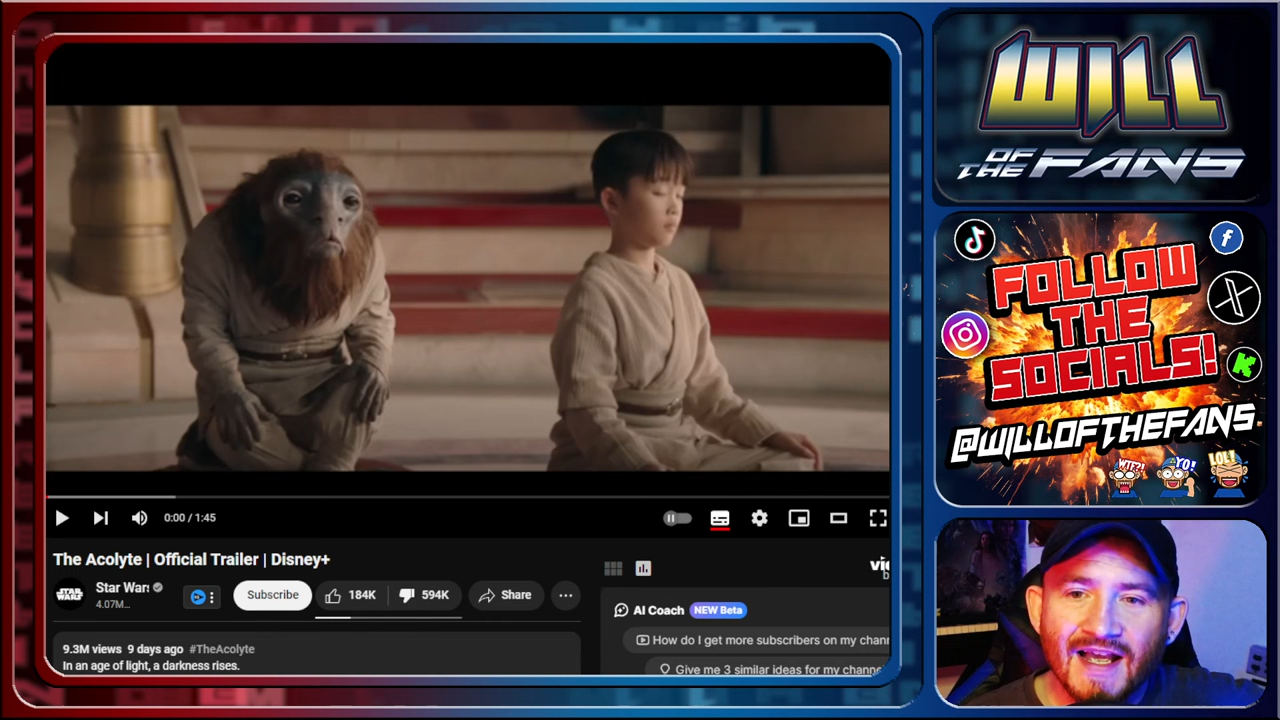 WILL
OF THE FANS
FOLLOW
THE
SOCIALS!
@WILLOFTHEFANS
WTF?!
YO!
LOL!
0:00 / 1:45
The Acolyte | Official Trailer | Disney+
Star Wars
4.07M...
Subscribe
184K
594K
Share
9.3M views 9 days ago #TheAcolyte
In an age of light, a darkness rises.
AI Coach NEW Beta
How do I get more subscribers on my chann
Give me 3 similar ideas for my channe